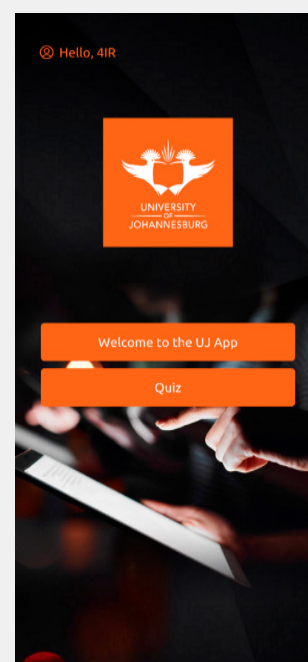 Hello, 4IR
UNIVERSITY
OF
JOHANNESBURG
Welcome to the UJ App
Quiz